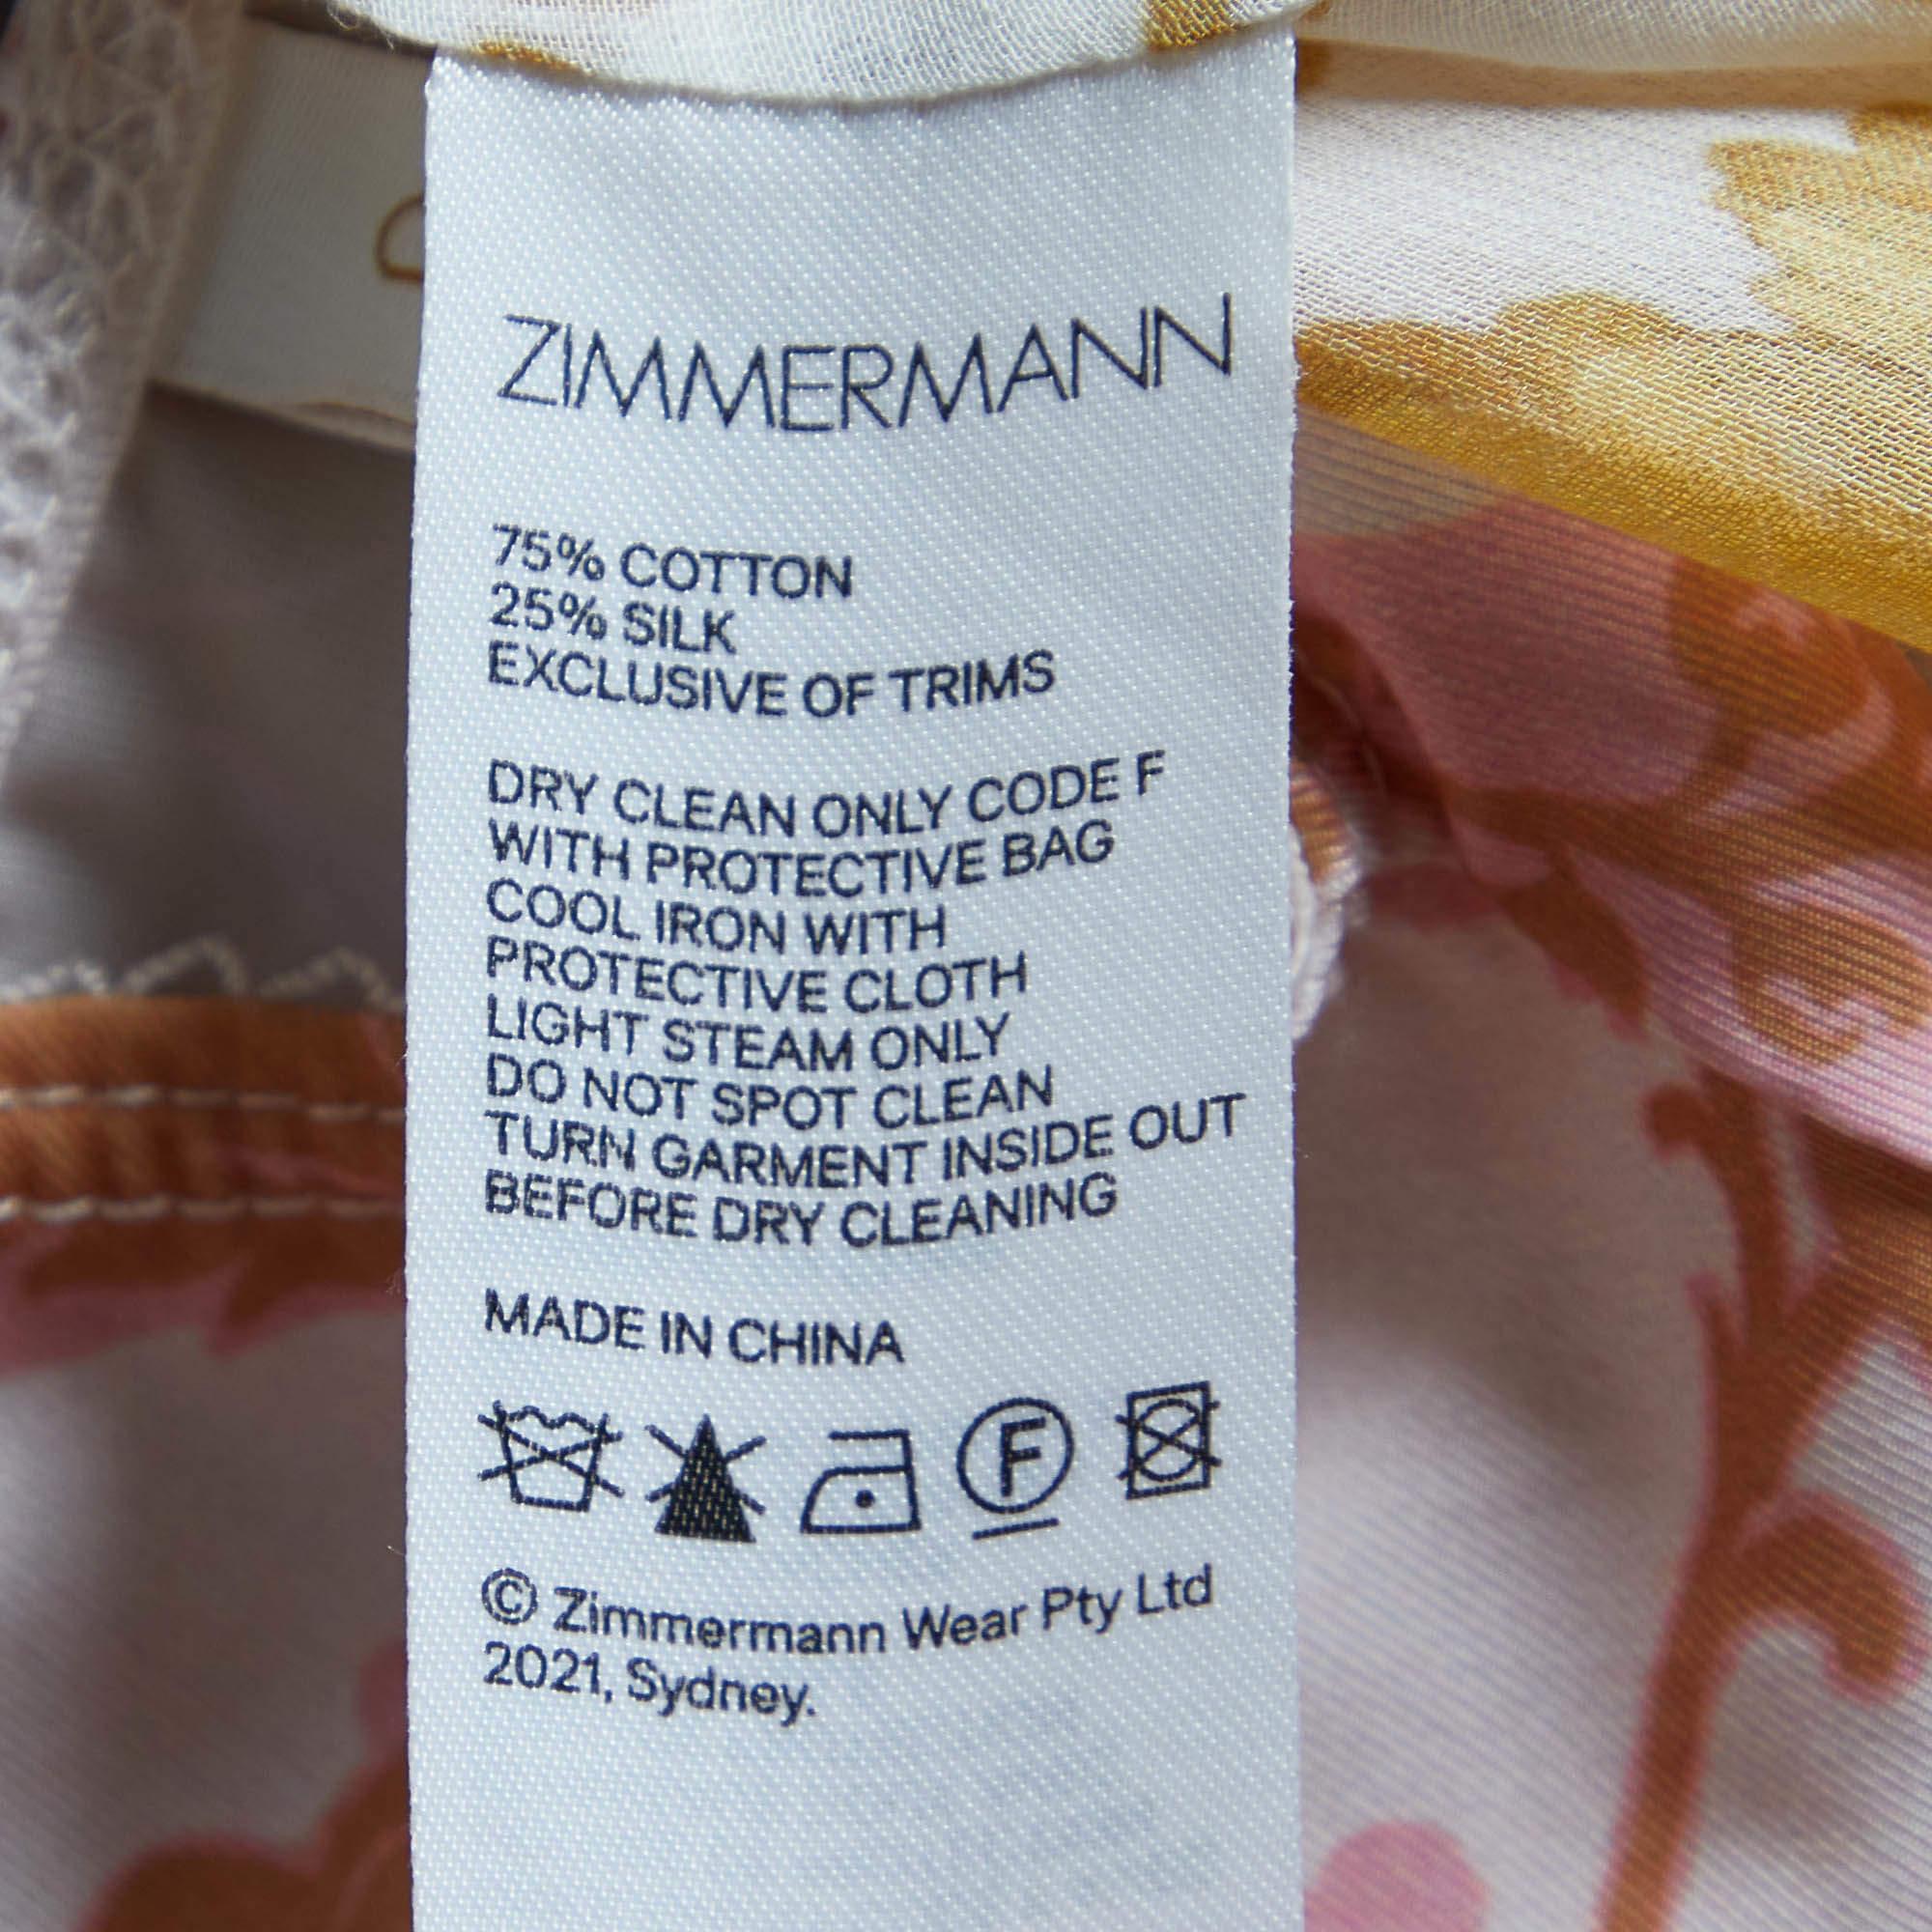 ZIMMERMANN
75% COTTON
25% SILK
EXCLUSIVE OF TRIMS
DRY CLEAN ONLY CODE F
WITH PROTECTIVE BAG
COOL IRON WITH
PROTECTIVE CLOTH
LIGHT STEAM ONLY
DO NOT SPOT CLEAN
TURN GARMENT INSIDE OUT
BEFORE DRY CLEANING
MADE IN CHINA
F
© Zimmermann Wear Pty Ltd
2021, Sydney.